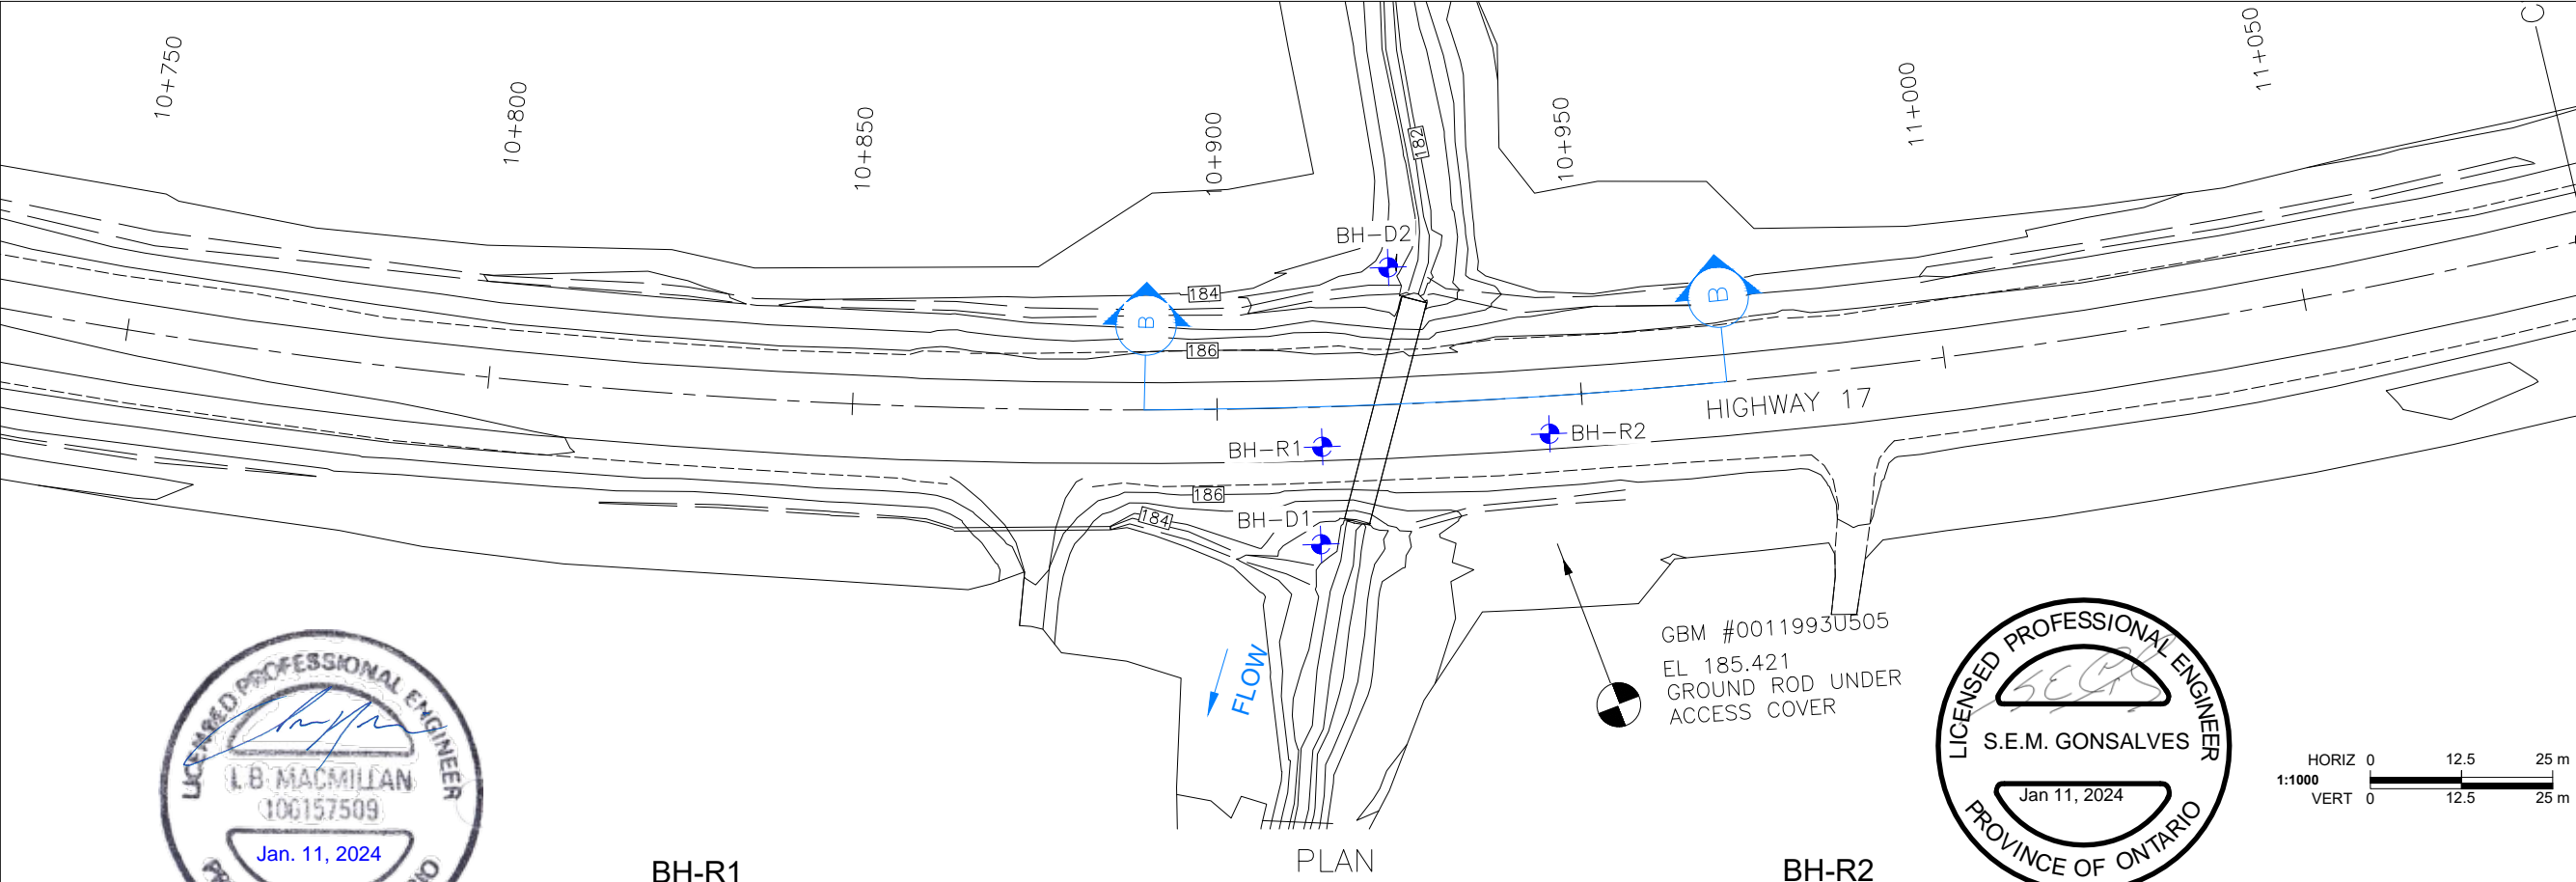 10+750
10+800
10+850
10+900
10+950
11+000
11+050
C
182
BH-D2
184
B
B
186
HIGHWAY 17
BH-R1
BH-R2
186
184
BH-D1
FLOW
GBM #00119930505
EL 185.421
GROUND ROD UNDER
ACCESS COVER
LICENSED PROFESSIONAL ENGINEER
I. B. MACMILLAN
100157509
Jan. 11, 2024
LICENSED PROFESSIONAL ENGINEER
S.E.M. GONSALVES
Jan 11, 2024
PROVINCE OF ONTARIO
HORIZ 0 12.5 25 m
1:1000
VERT 0 12.5 25 m
PLAN
BH-R1
BH-R2